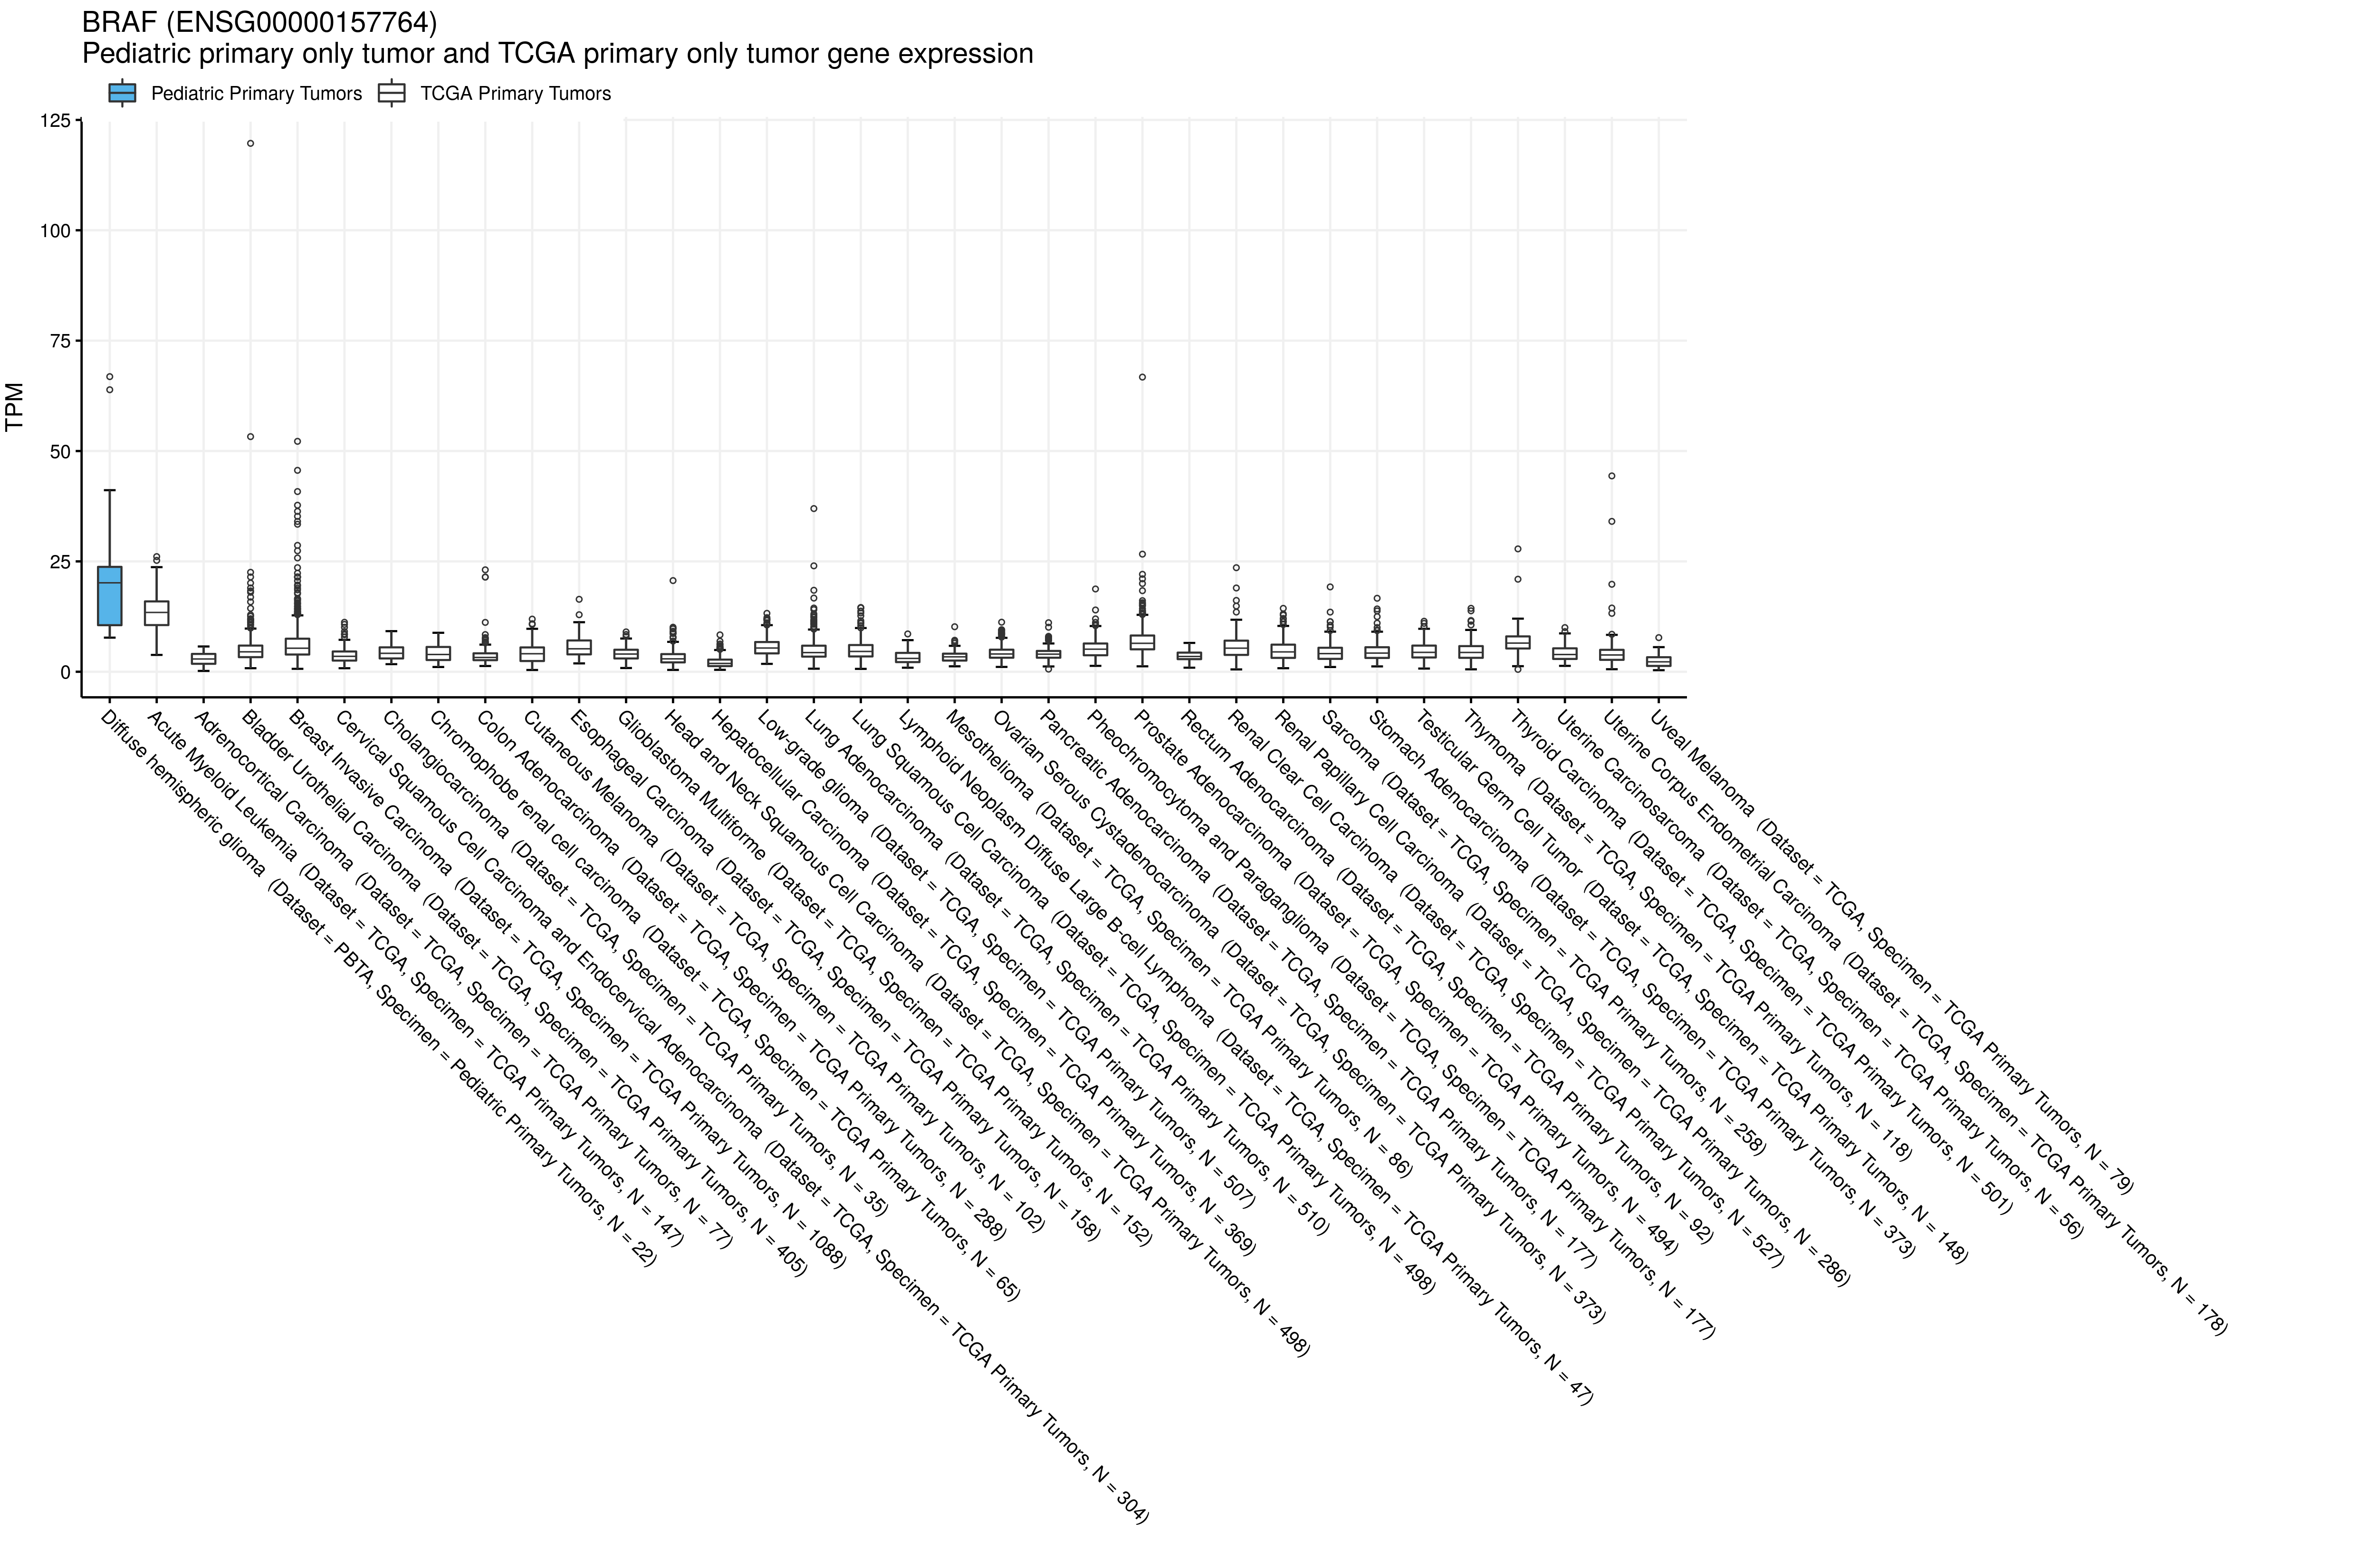 BRAF (ENSG00000157764)
Pediatric primary only tumor and TCGA primary only tumor gene expression
Pediatric Primary Tumors
TCGA Primary Tumors
TPM
125
100
75
50
25
0
Diffuse hemispheric glioma (Dataset = PBTA, Specimen = Pediatric Primary Tumors, N = 22)
Acute Myeloid Leukemia (Dataset = TCGA, Specimen = TCGA Primary Tumors, N = 147)
Adrenocortical Carcinoma (Dataset = TCGA, Specimen = TCGA Primary Tumors, N = 77)
Bladder Urothelial Carcinoma (Dataset = TCGA, Specimen = TCGA Primary Tumors, N = 405)
Breast Invasive Carcinoma (Dataset = TCGA, Specimen = TCGA Primary Tumors, N = 1088)
Cervical Squamous Cell Carcinoma and Endocervical Adenocarcinoma (Dataset = TCGA, Specimen = TCGA Primary Tumors, N = 304)
Cholangiocarcinoma (Dataset = TCGA, Specimen = TCGA Primary Tumors, N = 35)
Chromophobe renal cell carcinoma (Dataset = TCGA, Specimen = TCGA Primary Tumors, N = 65)
Colon Adenocarcinoma (Dataset = TCGA, Specimen = TCGA Primary Tumors, N = 288)
Cutaneous Melanoma (Dataset = TCGA, Specimen = TCGA Primary Tumors, N = 102)
Esophageal Carcinoma (Dataset = TCGA, Specimen = TCGA Primary Tumors, N = 158)
Glioblastoma Multiforme (Dataset = TCGA, Specimen = TCGA Primary Tumors, N = 152)
Head and Neck Squamous Cell Carcinoma (Dataset = TCGA, Specimen = TCGA Primary Tumors, N = 498)
Hepatocellular Carcinoma (Dataset = TCGA, Specimen = TCGA Primary Tumors, N = 369)
Low-grade glioma (Dataset = TCGA, Specimen = TCGA Primary Tumors, N = 507)
Lung Adenocarcinoma (Dataset = TCGA, Specimen = TCGA Primary Tumors, N = 510)
Lung Squamous Cell Carcinoma (Dataset = TCGA, Specimen = TCGA Primary Tumors, N = 498)
Lymphoid Neoplasm Diffuse Large B-cell Lymphoma (Dataset = TCGA, Specimen = TCGA Primary Tumors, N = 47)
Mesothelioma (Dataset = TCGA, Specimen = TCGA Primary Tumors, N = 86)
Ovarian Serous Cystadenocarcinoma (Dataset = TCGA, Specimen = TCGA Primary Tumors, N = 373)
Pancreatic Adenocarcinoma (Dataset = TCGA, Specimen = TCGA Primary Tumors, N = 177)
Pheochromocytoma and Paraganglioma (Dataset = TCGA, Specimen = TCGA Primary Tumors, N = 177)
Prostate Adenocarcinoma (Dataset = TCGA, Specimen = TCGA Primary Tumors, N = 494)
Rectum Adenocarcinoma (Dataset = TCGA, Specimen = TCGA Primary Tumors, N = 92)
Renal Clear Cell Carcinoma (Dataset = TCGA, Specimen = TCGA Primary Tumors, N = 527)
Renal Papillary Cell Carcinoma (Dataset = TCGA, Specimen = TCGA Primary Tumors, N = 286)
Sarcoma (Dataset = TCGA, Specimen = TCGA Primary Tumors, N = 258)
Stomach Adenocarcinoma (Dataset = TCGA, Specimen = TCGA Primary Tumors, N = 373)
Testicular Germ Cell Tumor (Dataset = TCGA, Specimen = TCGA Primary Tumors, N = 148)
Thymoma (Dataset = TCGA, Specimen = TCGA Primary Tumors, N = 118)
Thyroid Carcinoma (Dataset = TCGA, Specimen = TCGA Primary Tumors, N = 501)
Uterine Carcinosarcoma (Dataset = TCGA, Specimen = TCGA Primary Tumors, N = 56)
Uterine Corpus Endometrial Carcinoma (Dataset = TCGA, Specimen = TCGA Primary Tumors, N = 178)
Uveal Melanoma (Dataset = TCGA, Specimen = TCGA Primary Tumors, N = 79)